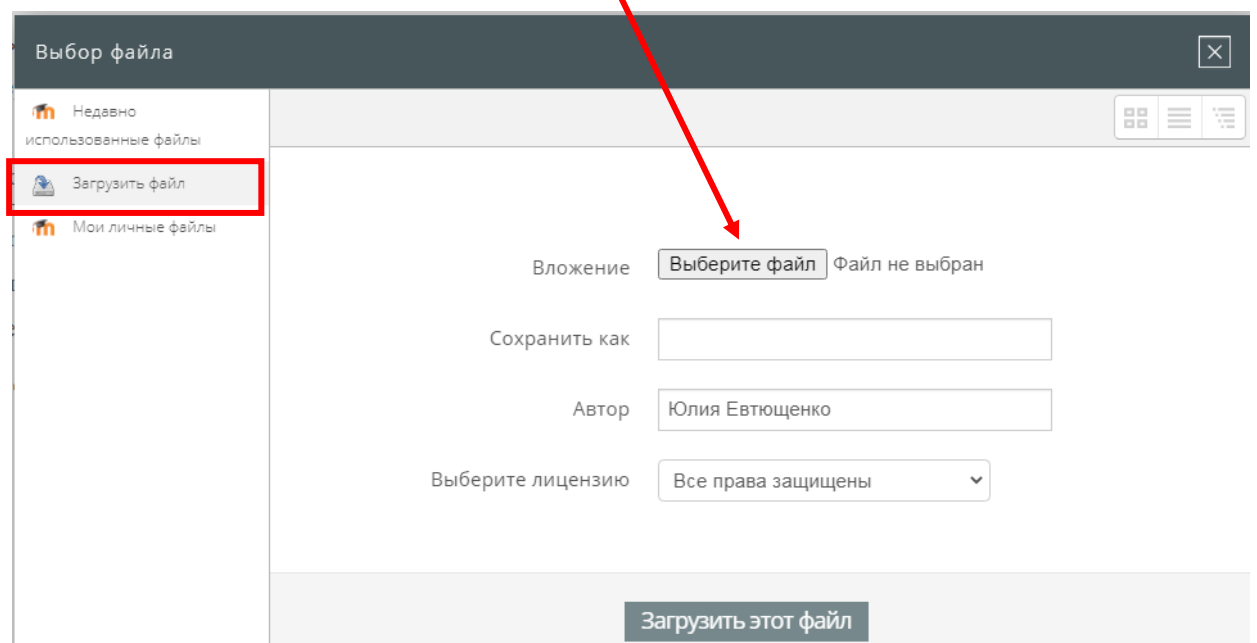 Выбор файла
Недавно
использованные файлы
Загрузить файл
Мои личные файлы
Вложение Выберите файл Файл не выбран
Сохранить как
Автор Юлия Евтющенко
Выберите лицензию Все права защищены
Загрузить этот файл